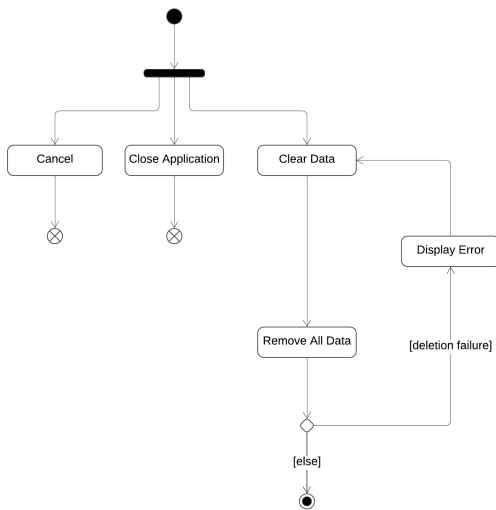 Cancel
Close Application
Clear Data
Display Error
Remove All Data
[deletion failure]
[else]